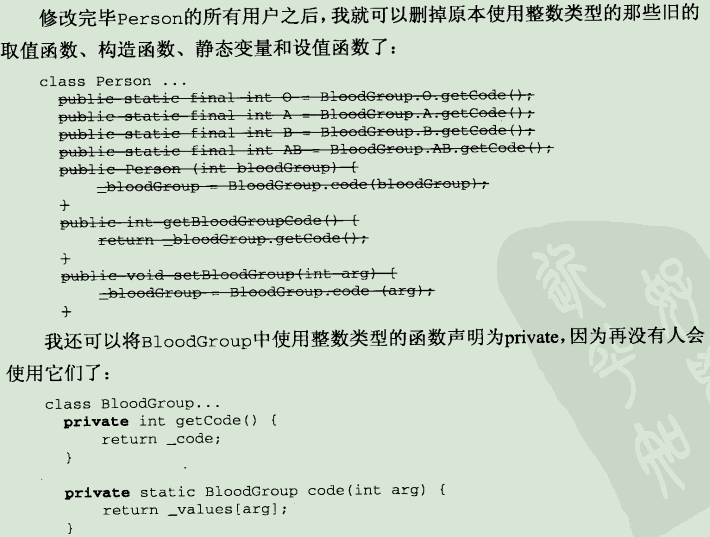 修改完毕Person的所有用户之后,我就可以删掉原本使用整数类型的那些旧的
取值函数、构造函数、静态变量和设值函数了:
class Person ...
public static final int O = BloodGroup.O.getCode();
public static final int A = BloodGroup.A.getCode();
public static final int B = BloodGroup.B.getCode();
public static final int AB = BloodGroup.AB.getCode();
public Person (int bloodGroup) {
_bloodGroup = BloodGroup.code(bloodGroup);
}
public int getBloodGroupCode() {
return _bloodGroup.getCode();
}
public void setBloodGroup(int arg) {
_bloodGroup = BloodGroup.code (arg);
}
我还可以将BloodGroup中使用整数类型的函数声明为private,因为再没有人会
使用它们了:
class BloodGroup...
private int getCode() {
return _code;
}
private static BloodGroup code(int arg) {
return _values[arg];
}